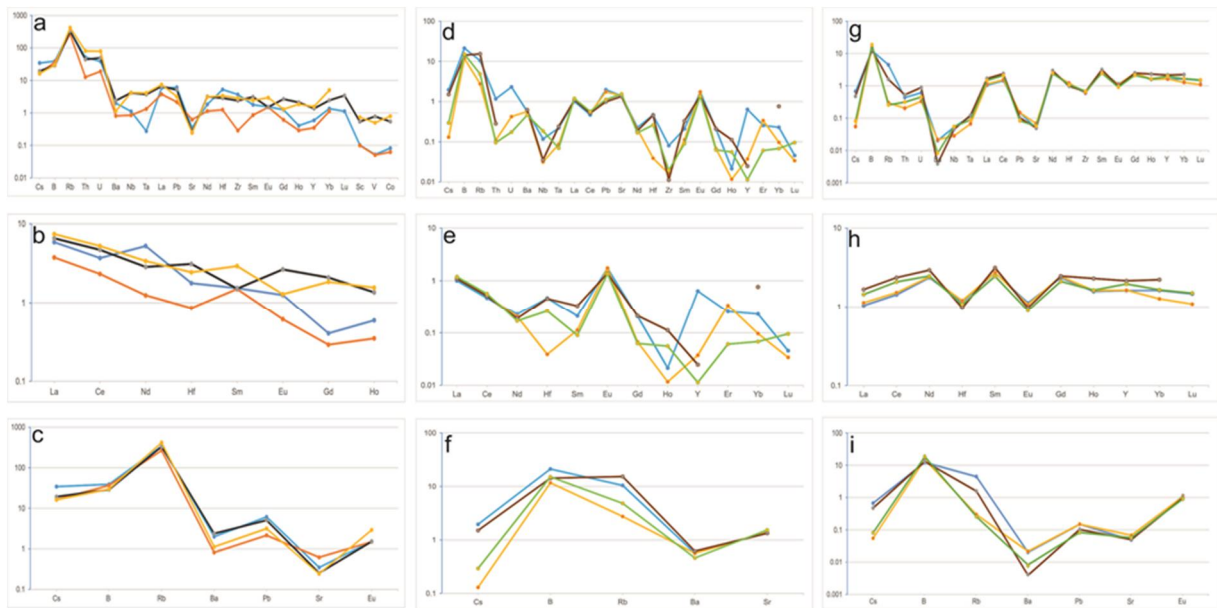 a
1000
100
10
1
0.1
0.01
Cs B Rb Th U Ba Nb Ta La Pb Sr Nd Hf Zr Sm Eu Gd Ho Y Yb Lu Sc V Co
d
100
10
1
0.1
0.01
Cs B Rb Th U Ba Nb Ta La Ce Pb Sr Nd Hf Zr Sm Eu Gd Ho Y Er Yb Lu
g
100
10
1
0.1
0.01
0.001
Cs B Rb Th U Ba Nb Ta La Ce Pb Sr Nd Hf Zr Sm Eu Gd Ho Y Yb Lu
b
10
1
0.1
La Ce Nd Hf Sm Eu Gd Ho
e
10
1
0.1
0.01
La Ce Nd Hf Sm Eu Gd Ho Y Er Yb Lu
h
10
1
0.1
La Ce Nd Hf Sm Eu Gd Ho Y Yb Lu
c
1000
100
10
1
0.1
Cs B Rb Ba Pb Sr Eu
f
100
10
1
0.1
Cs B Rb Ba Sr
i
100
10
1
0.1
0.01
0.001
Cs B Rb Ba Pb Sr Eu